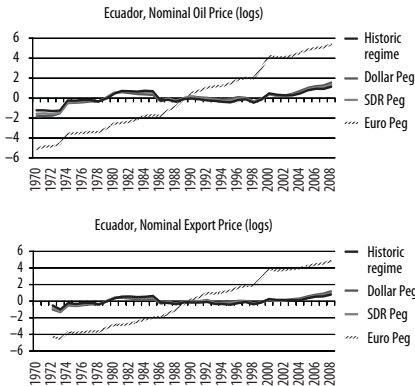 Ecuador, Nominal Oil Price (logs)
6
4
2
0
−2
−4
−6
1970 1972 1974 1976 1978 1980 1982 1984 1986 1988 1990 1992 1994 1996 1998 2000 2002 2004 2006 2008
Historic
regime
Dollar Peg
SDR Peg
Euro Peg
Ecuador, Nominal Export Price (logs)
6
4
2
0
−2
−4
−6
1970 1972 1974 1976 1978 1980 1982 1984 1986 1988 1990 1992 1994 1996 1998 2000 2002 2004 2006 2008
Historic
regime
Dollar Peg
SDR Peg
Euro Peg